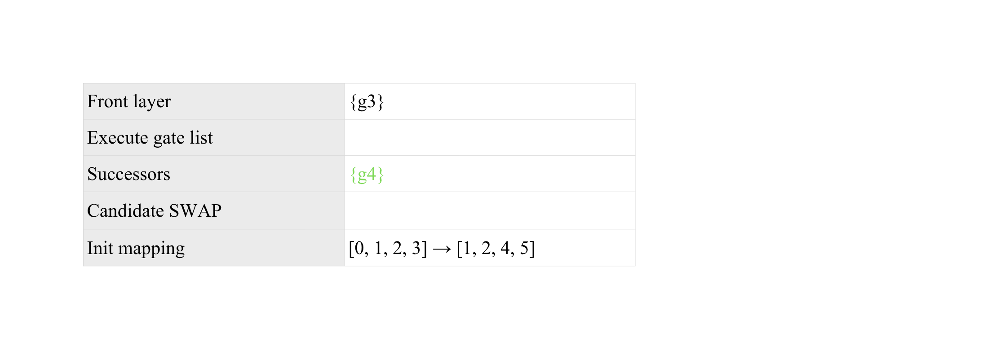 Front layer {g3}
Execute gate list
Successors {g4}
Candidate SWAP
Init mapping [0, 1, 2, 3] → [1, 2, 4, 5]